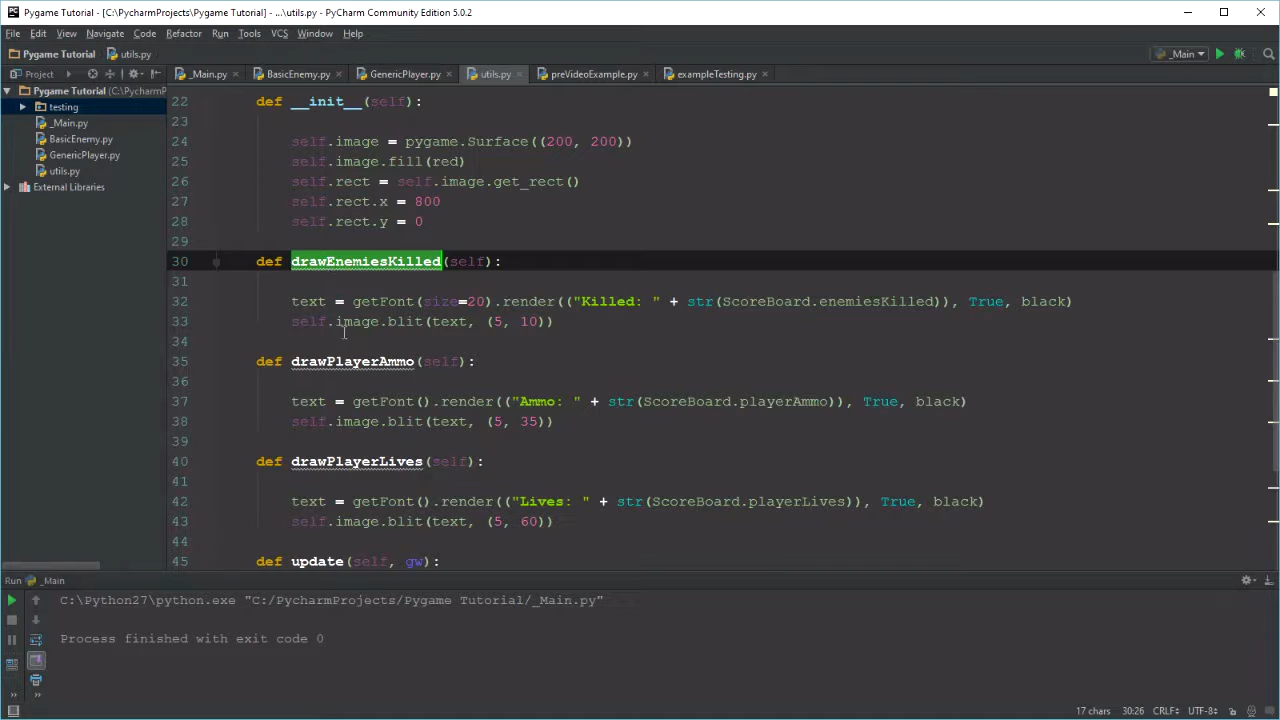 Pygame Tutorial - [C:\PycharmProjects\Pygame Tutorial] - ...\utils.py - PyCharm Community Edition 5.0.2
File Edit View Navigate Code Refactor Run Tools VCS Window Help
Pygame Tutorial utils.py _Main
Project _Main.py BasicEnemy.py GenericPlayer.py utils.py preVideoExample.py exampleTesting.py
Pygame Tutorial (C:\PycharmP
testing
_Main.py
BasicEnemy.py
GenericPlayer.py
utils.py
External Libraries
22 def __init__(self):
23
24 self.image = pygame.Surface((200, 200))
25 self.image.fill(red)
26 self.rect = self.image.get_rect()
27 self.rect.x = 800
28 self.rect.y = 0
29
30 def drawEnemiesKilled(self):
31
32 text = getFont(size=20).render(("Killed: " + str(ScoreBoard.enemiesKilled)), True, black)
33 self.image.blit(text, (5, 10))
34
35 def drawPlayerAmmo(self):
36
37 text = getFont().render(("Ammo: " + str(ScoreBoard.playerAmmo)), True, black)
38 self.image.blit(text, (5, 35))
39
40 def drawPlayerLives(self):
41
42 text = getFont().render(("Lives: " + str(ScoreBoard.playerLives)), True, black)
43 self.image.blit(text, (5, 60))
44
45 def update(self, gw):
Run _Main
C:\Python27\python.exe "C:/PycharmProjects/Pygame Tutorial/_Main.py"
Process finished with exit code 0
17 chars 30:26 CRLF UTF-8